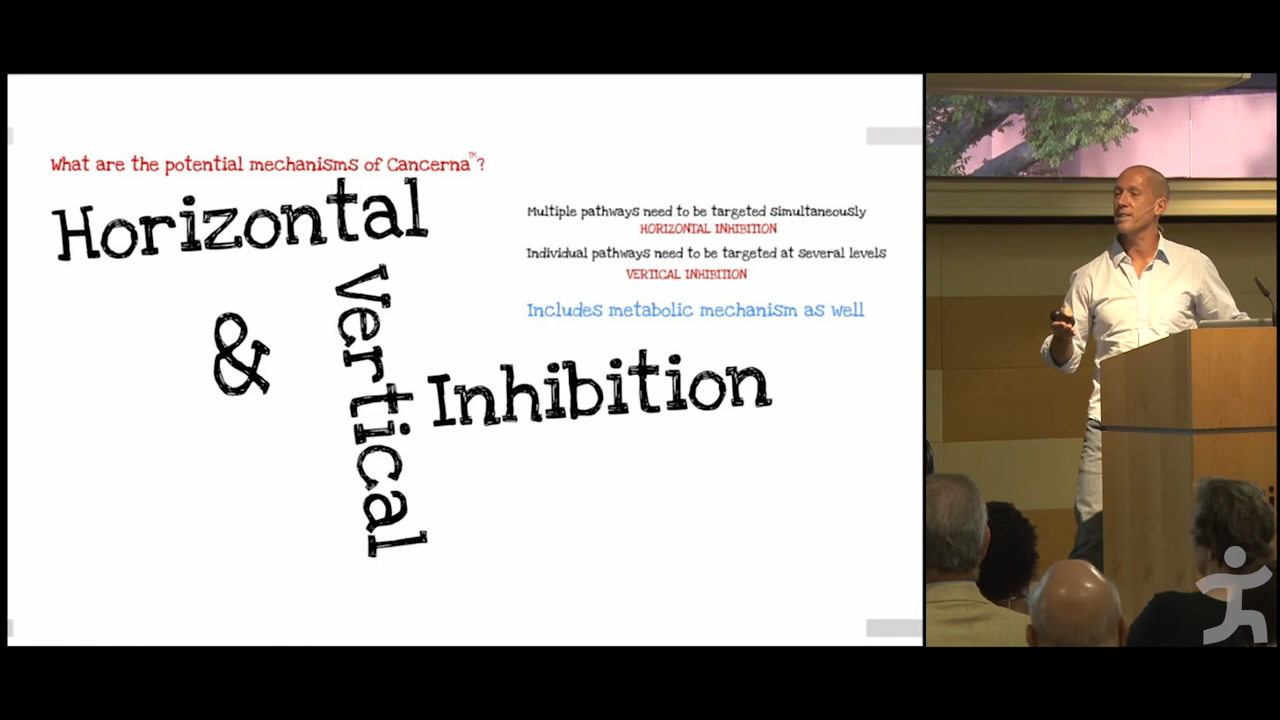 What are the potential mechanisms of Cancerna™?
Horizontal
&
Vertical
Inhibition
Multiple pathways need to be targeted simultaneously
HORIZONTAL INHIBITION
Individual pathways need to be targeted at several levels
VERTICAL INHIBITION
Includes metabolic mechanism as well